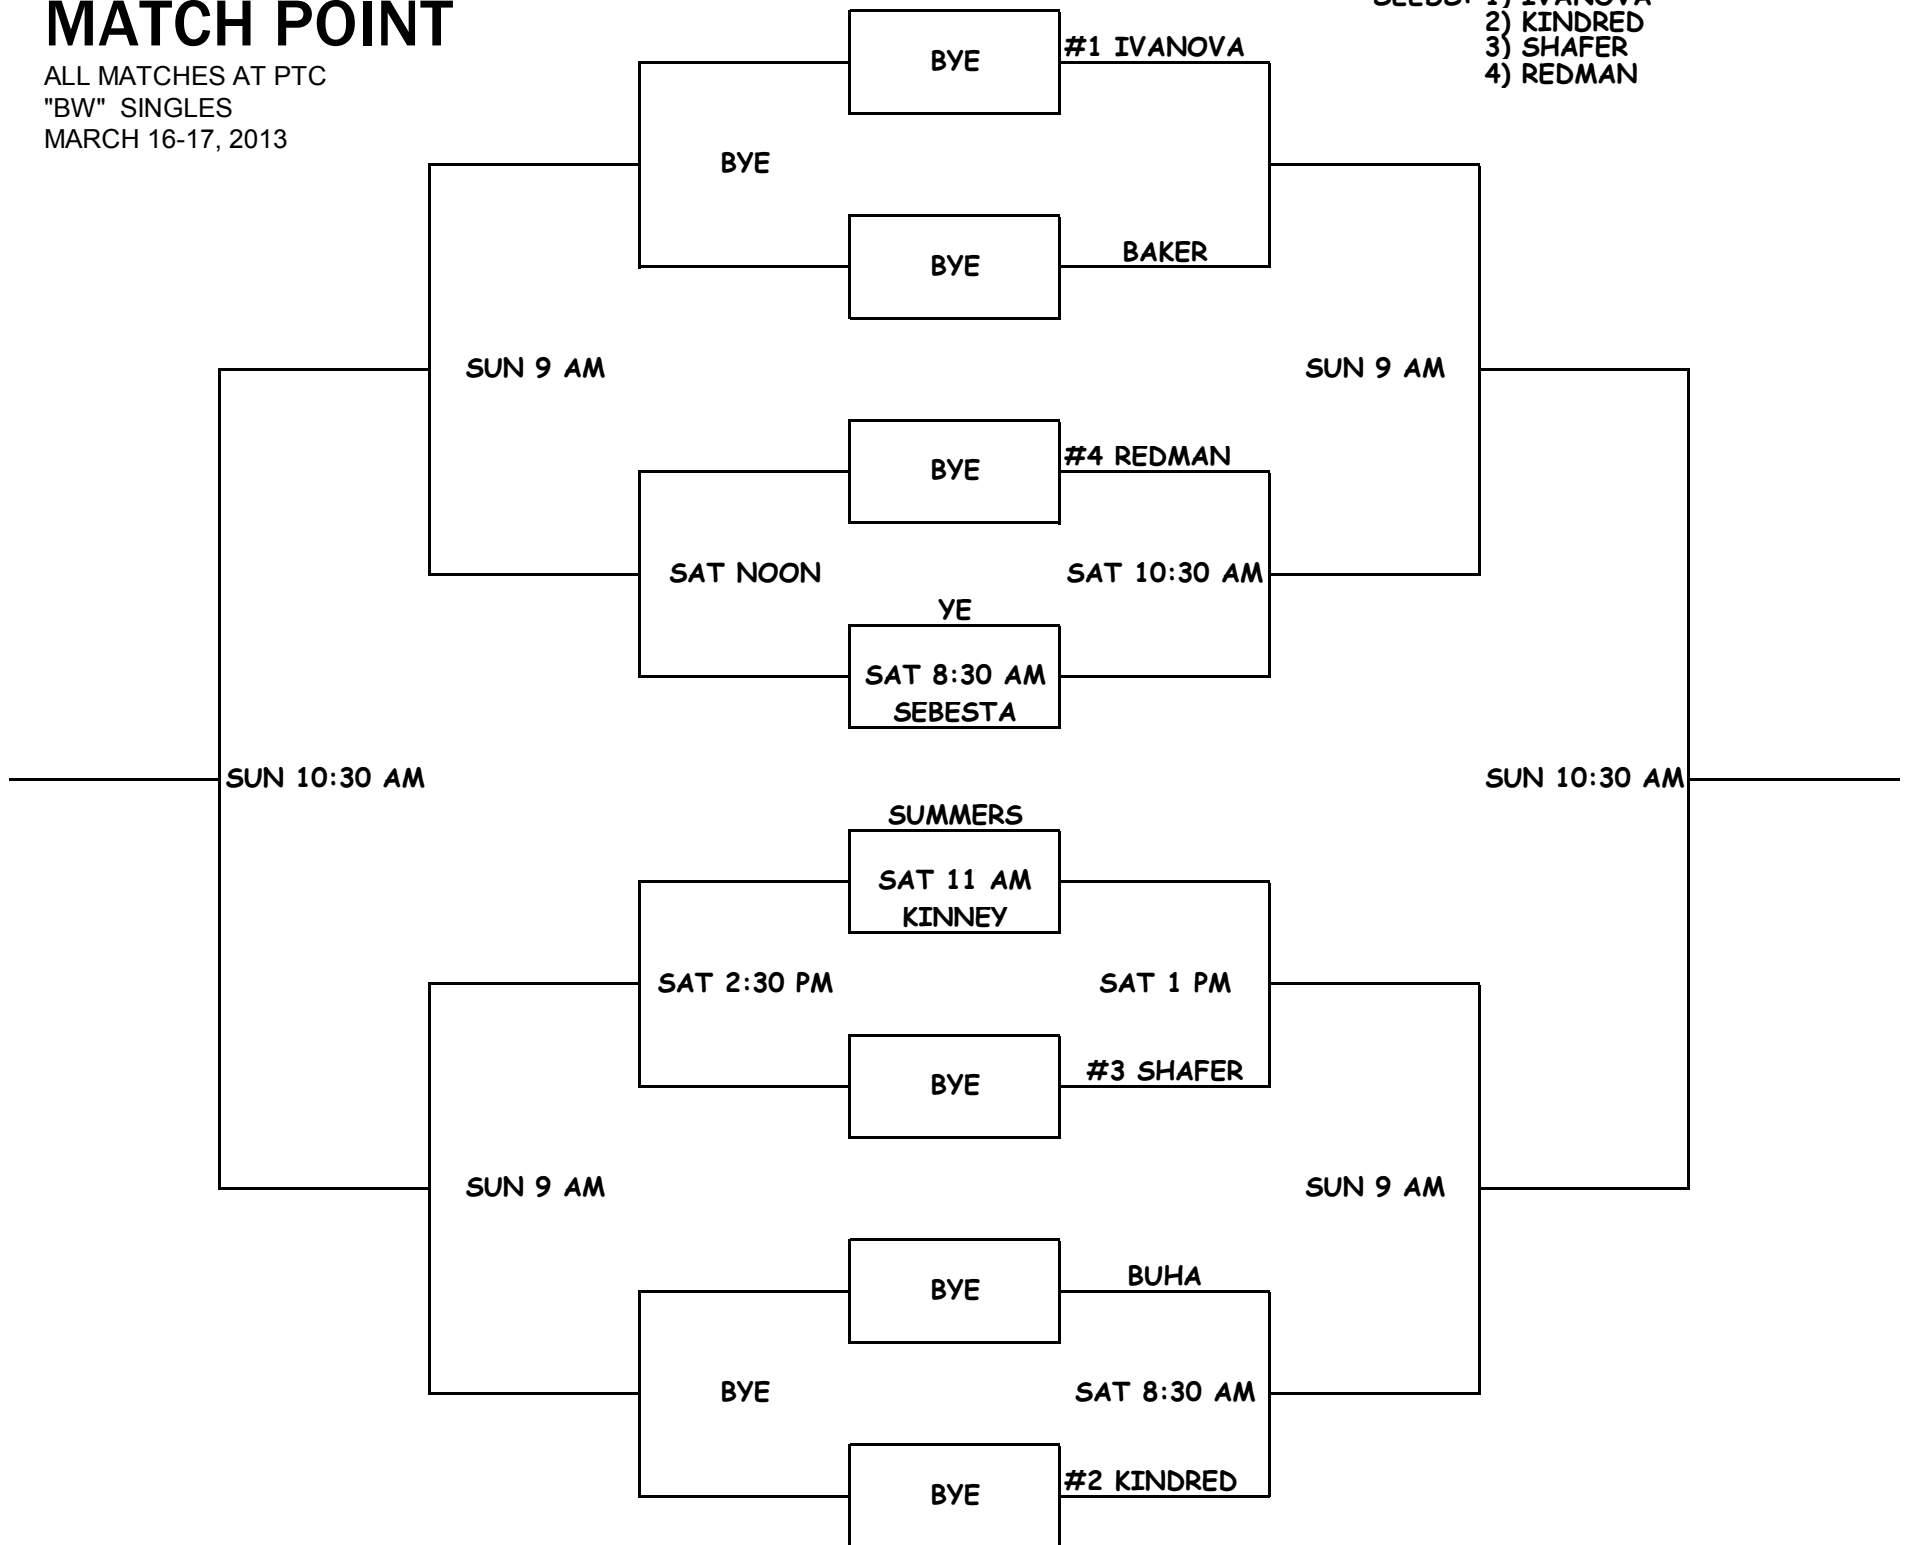 MATCH POINT
ALL MATCHES AT PTC
"BW" SINGLES
MARCH 16-17, 2013
SEEDS: 1) IVANOVA
2) KINDRED
3) SHAFER
4) REDMAN
BYE
#1 IVANOVA
BYE
BYE
BAKER
SUN 9 AM
SUN 9 AM
BYE
#4 REDMAN
SAT NOON
SAT 10:30 AM
YE
SAT 8:30 AM
SEBESTA
SUN 10:30 AM
SUN 10:30 AM
SUMMERS
SAT 11 AM
KINNEY
SAT 2:30 PM
SAT 1 PM
BYE
#3 SHAFER
SUN 9 AM
SUN 9 AM
BYE
BUHA
BYE
SAT 8:30 AM
BYE
#2 KINDRED